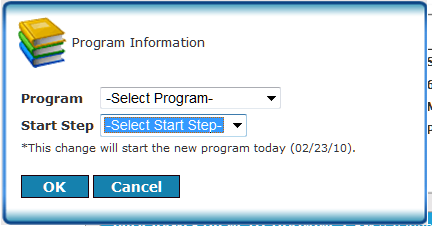 Program Information
Program -Select Program-
Start Step -Select Start Step-
*This change will start the new program today (02/23/10).
OK Cancel